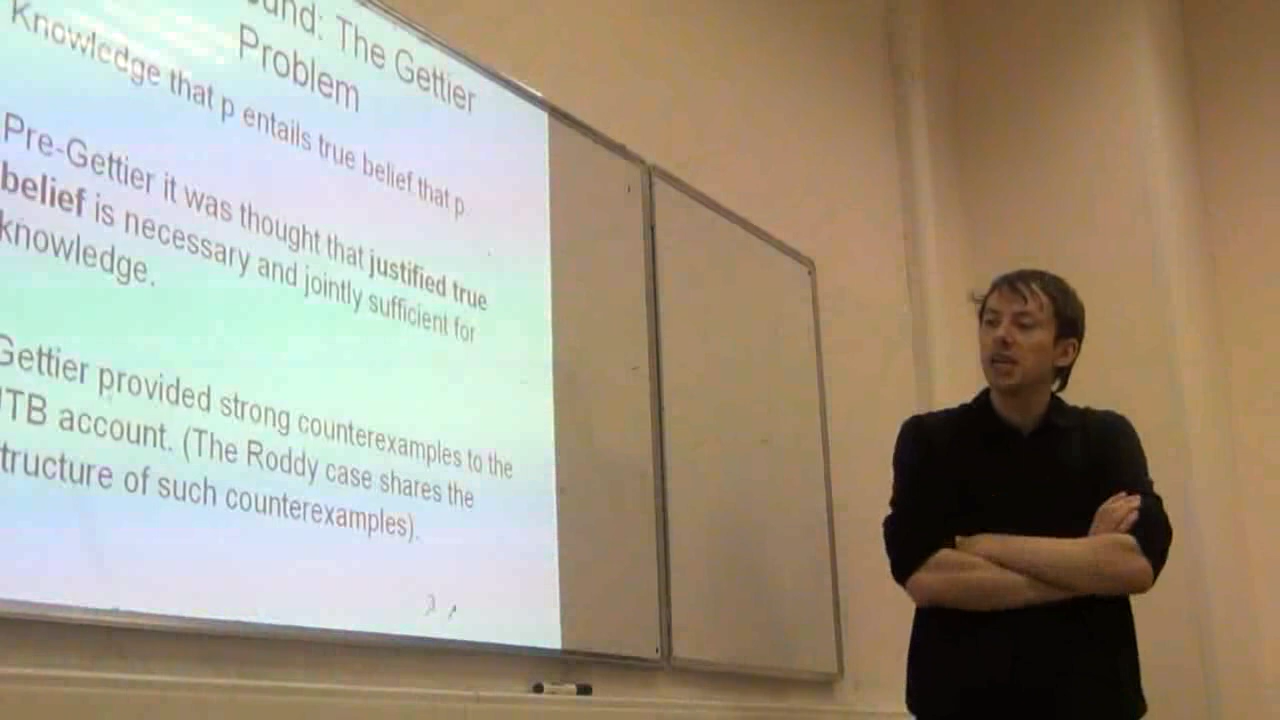 und: The Gettier
Problem
Knowledge that p entails true belief that p
Pre-Gettier it was thought that justified true
belief is necessary and jointly sufficient for
knowledge.
Gettier provided strong counterexamples to the
JTB account. (The Roddy case shares the
tructure of such counterexamples).